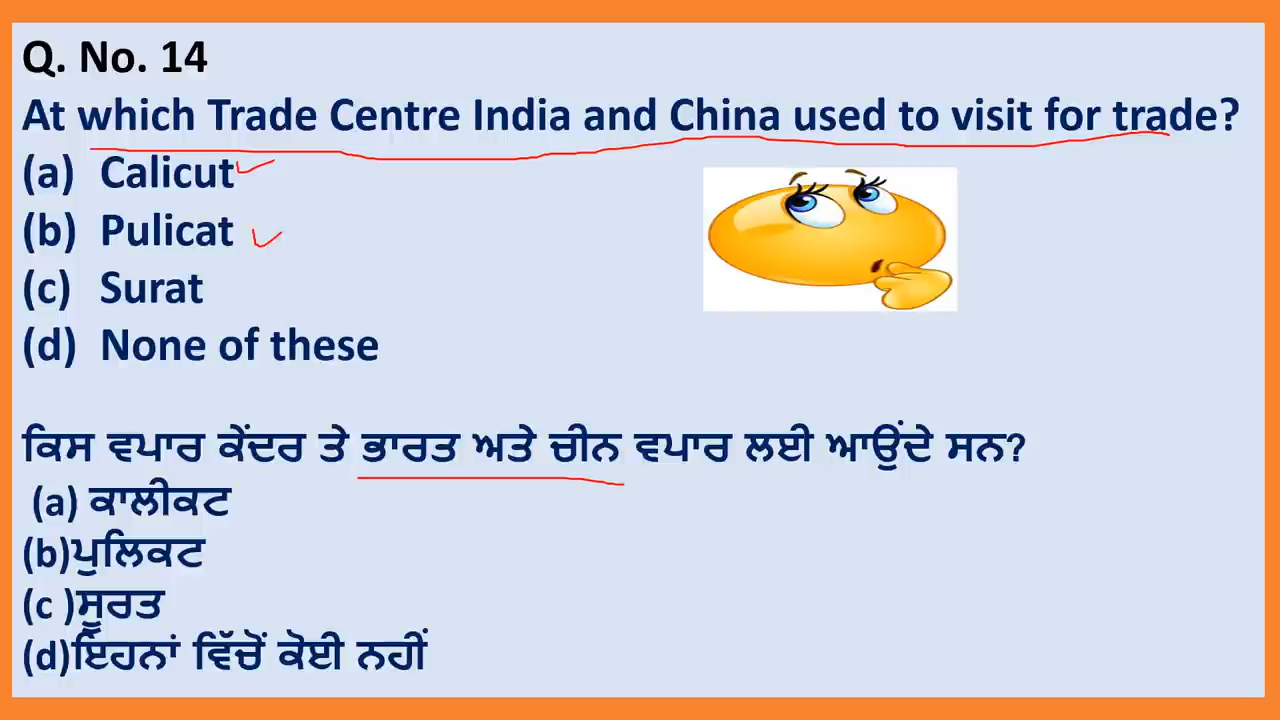 Q. No. 14
At which Trade Centre India and China used to visit for trade?
(a) Calicut
(b) Pulicat
(c) Surat
(d) None of these
ਕਿਸ ਵਪਾਰ ਕੇਂਦਰ ਤੇ ਭਾਰਤ ਅਤੇ ਚੀਨ ਵਪਾਰ ਲਈ ਆਉਂਦੇ ਸਨ?
(a) ਕਾਲੀਕਟ
(b)ਪੁਲਿਕਟ
(c )ਸੂਰਤ
(d)ਇਹਨਾਂ ਵਿੱਚੋਂ ਕੋਈ ਨਹੀਂ